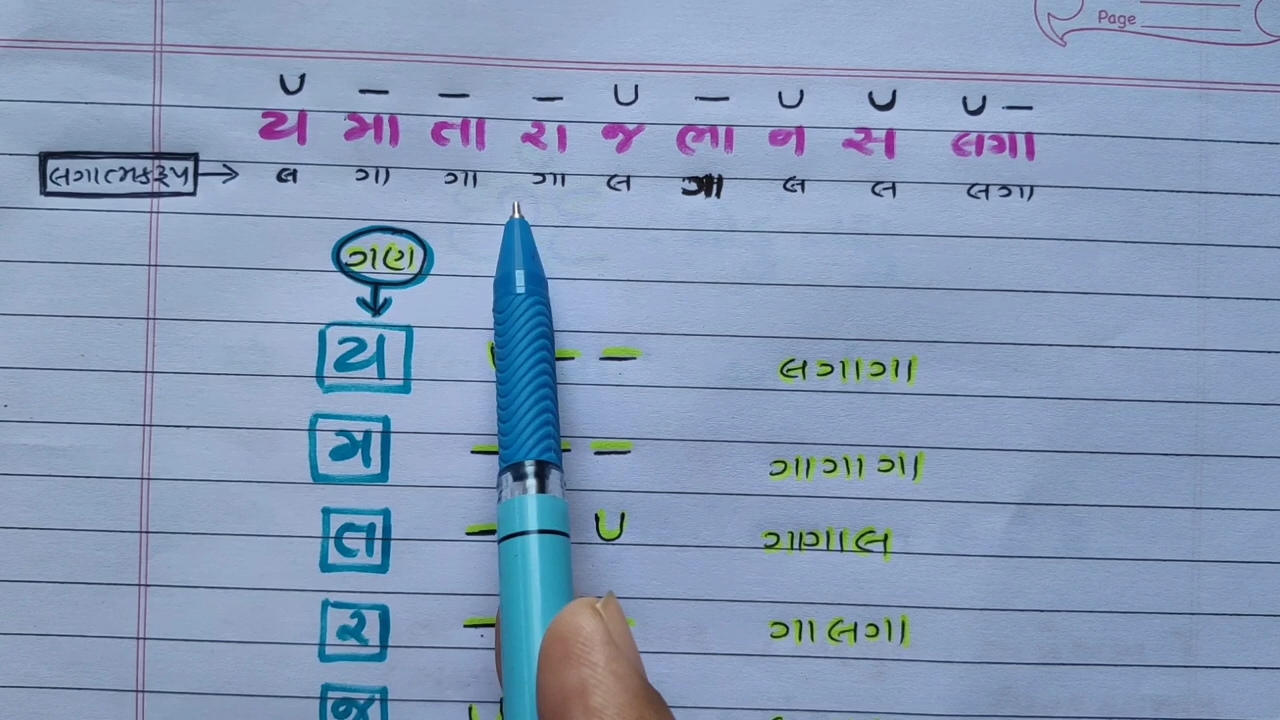 Page
U — — — U — U U U —
ય મા તા રા જ ભા ન સ લગા
લગાત્મકરૂપ → લ ગા ગા ગા લ ગા લ લ લગા
ગણ
ય — — લગાગા
મ — — ગાગા ગા
ત — U ગાગાલ
ર — ગાલગા
જ